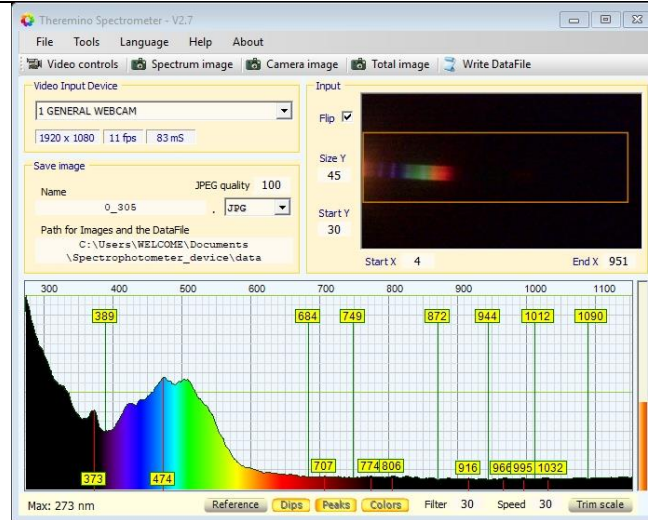 Theremino Spectrometer - V2.7
File Tools Language Help About
Video controls Spectrum image Camera image Total image Write DataFile
Video Input Device
1 GENERAL WEBCAM
1920 x 1080 11 fps 83 mS
Save image
Name JPEG quality 100
0_305 . JPG
Path for Images and the DataFile
C:\Users\WELCOME\Documents
\Spectrophotometer_device\data
Input
Flip
Size Y
45
Start Y
30
Start X 4 End X 951
300 400 500 600 700 800 900 1000 1100
389 684 749 872 944 1012 1090
373 474 707 774 806 916 966 995 1032
Max: 273 nm Reference Dips Peaks Colors Filter 30 Speed 30 Trim scale